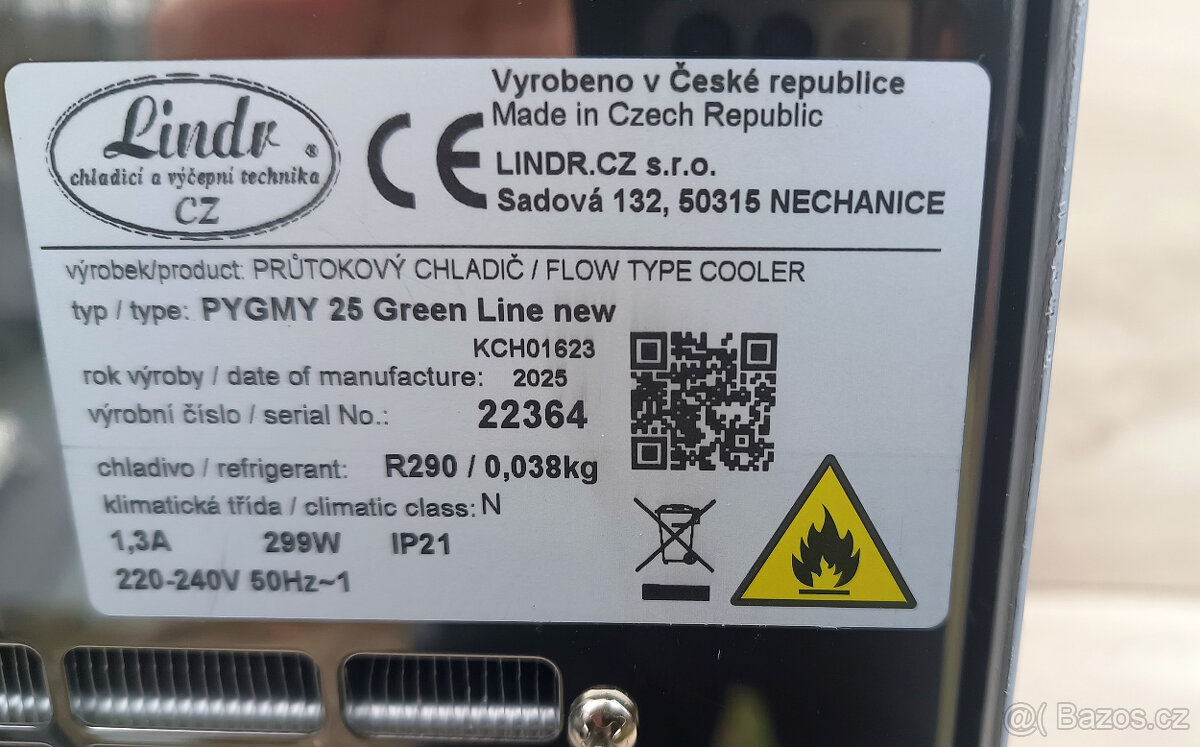 Lindr ®
chladicí a výčepní technika
CZ
CE
Vyrobeno v České republice
Made in Czech Republic
LINDR.CZ s.r.o.
Sadová 132, 50315 NECHANICE
výrobek/product: PRŮTOKOVÝ CHLADIČ / FLOW TYPE COOLER
typ / type: PYGMY 25 Green Line new
KCH01623
rok výroby / date of manufacture: 2025
výrobní číslo / serial No.: 22364
chladivo / refrigerant: R290 / 0,038kg
klimatická třída / climatic class: N
1,3A 299W IP21
220-240V 50Hz~1
@( Bazos.cz